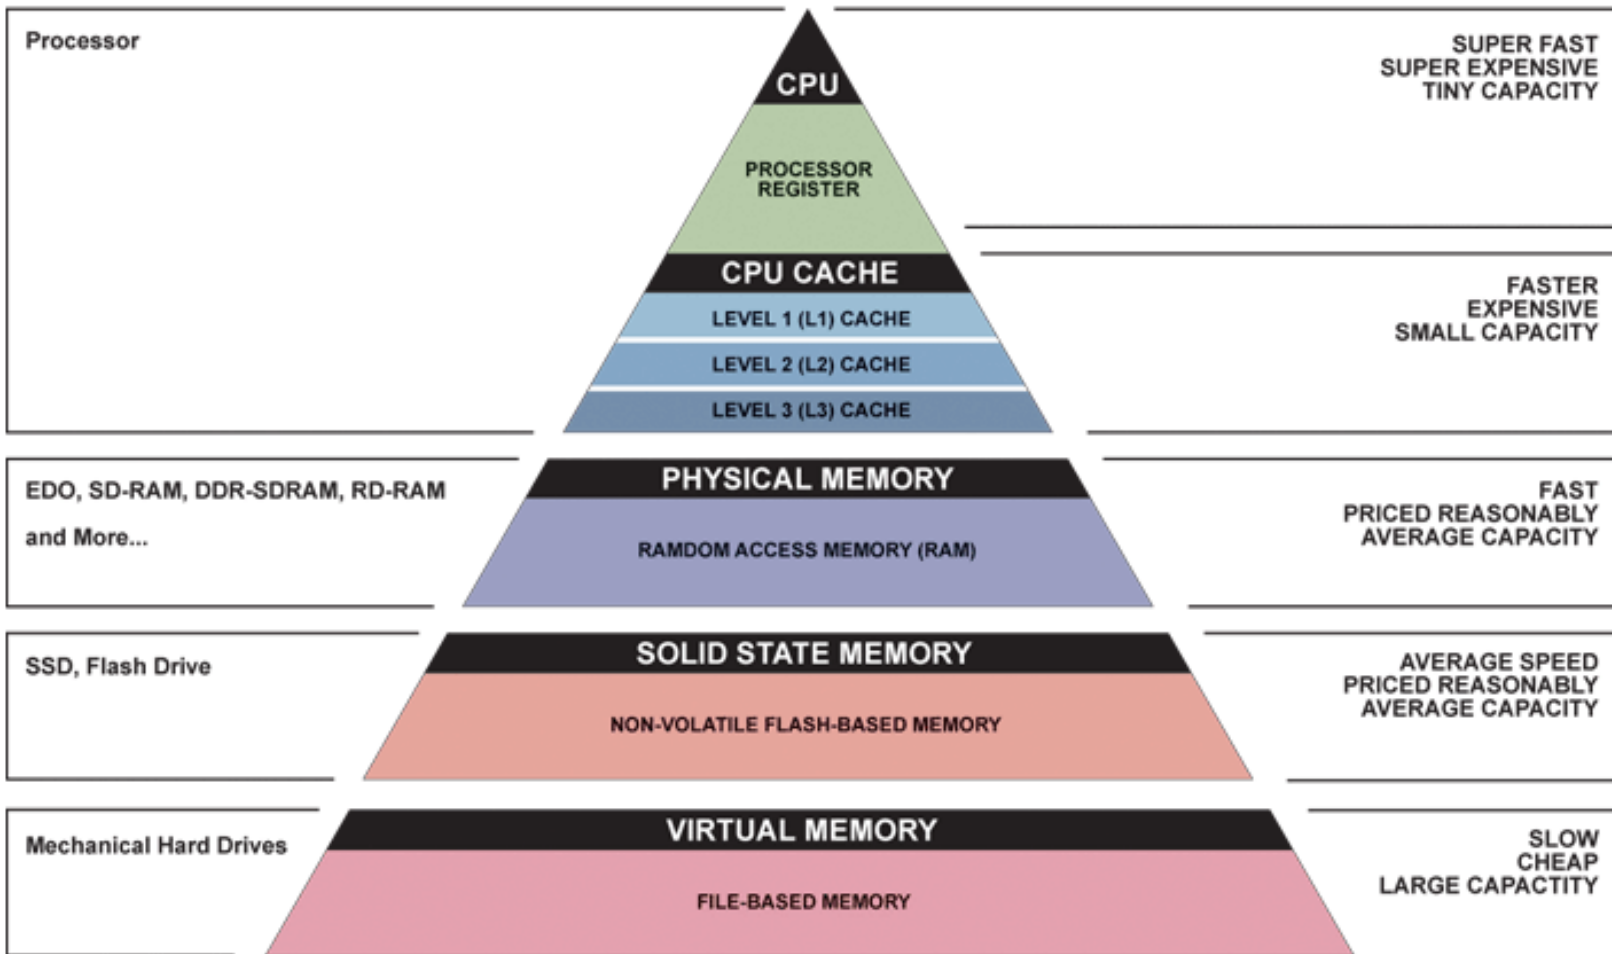 Processor
CPU
SUPER FAST
SUPER EXPENSIVE
TINY CAPACITY
PROCESSOR
REGISTER
CPU CACHE
LEVEL 1 (L1) CACHE
LEVEL 2 (L2) CACHE
LEVEL 3 (L3) CACHE
FASTER
EXPENSIVE
SMALL CAPACITY
EDO, SD-RAM, DDR-SDRAM, RD-RAM
and More...
PHYSICAL MEMORY
RAMDOM ACCESS MEMORY (RAM)
FAST
PRICED REASONABLY
AVERAGE CAPACITY
SSD, Flash Drive
SOLID STATE MEMORY
NON-VOLATILE FLASH-BASED MEMORY
AVERAGE SPEED
PRICED REASONABLY
AVERAGE CAPACITY
Mechanical Hard Drives
VIRTUAL MEMORY
FILE-BASED MEMORY
SLOW
CHEAP
LARGE CAPACTITY